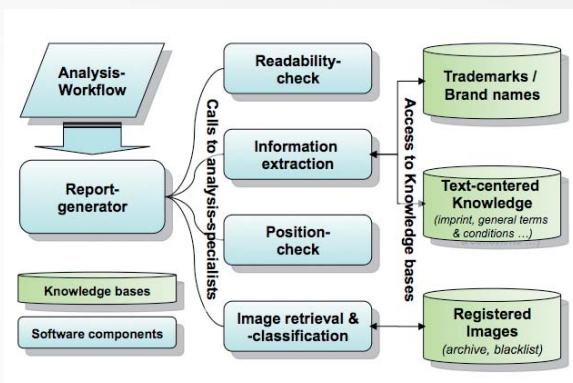 Analysis-
Workflow
Report-
generator
Knowledge bases
Software components
Calls to analysis-specialists
Readability-
check
Information
extraction
Position-
check
Image retrieval &
-classification
Access to Knowledge bases
Trademarks /
Brand names
Text-centered
Knowledge
(imprint, general terms
& conditions ...)
Registered
Images
(archive, blacklist)